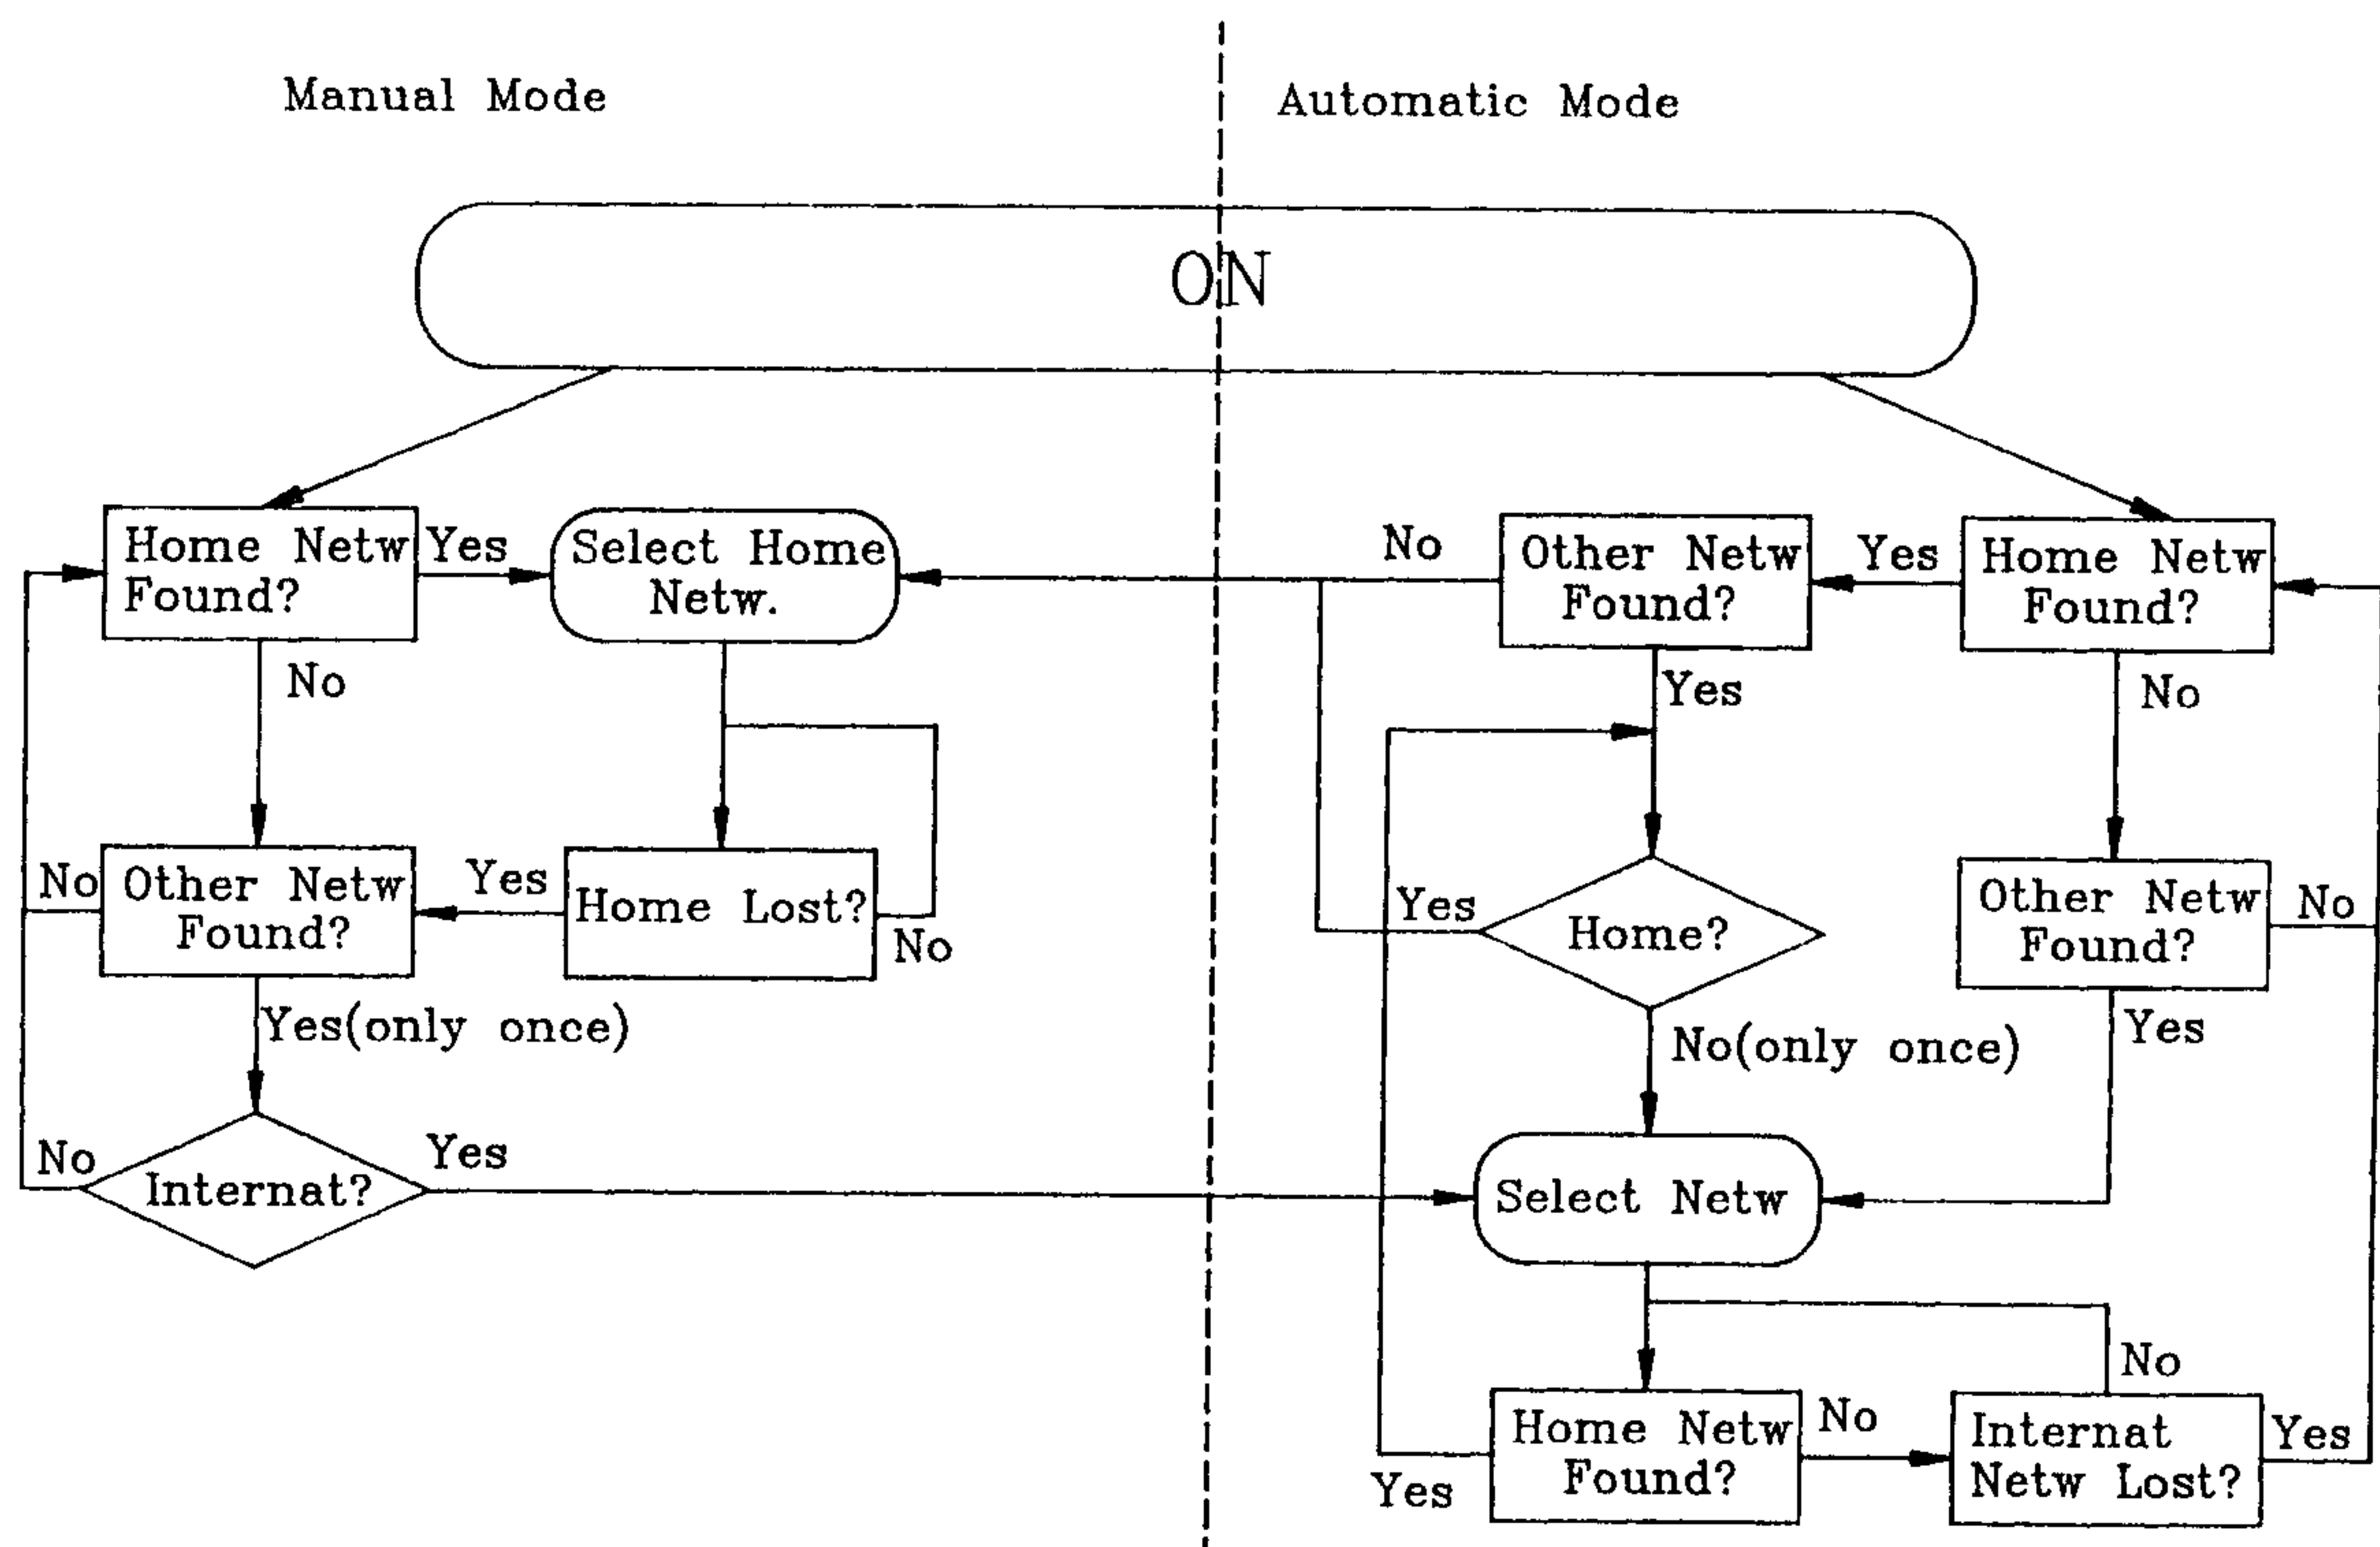 Manual Mode
Automatic Mode
ON
Home Netw
Found?
Yes
Select Home
Netw.
No
Other Netw
Found?
Yes
Home Netw
Found?
No
Yes
No
No
Other Netw
Found?
Yes
Home Lost?
No
Yes
Home?
Other Netw
Found?
No
Yes(only once)
No(only once)
Yes
No
Internat?
Yes
Select Netw
No
Home Netw
Found?
No
Internat
Netw Lost?
Yes
Yes